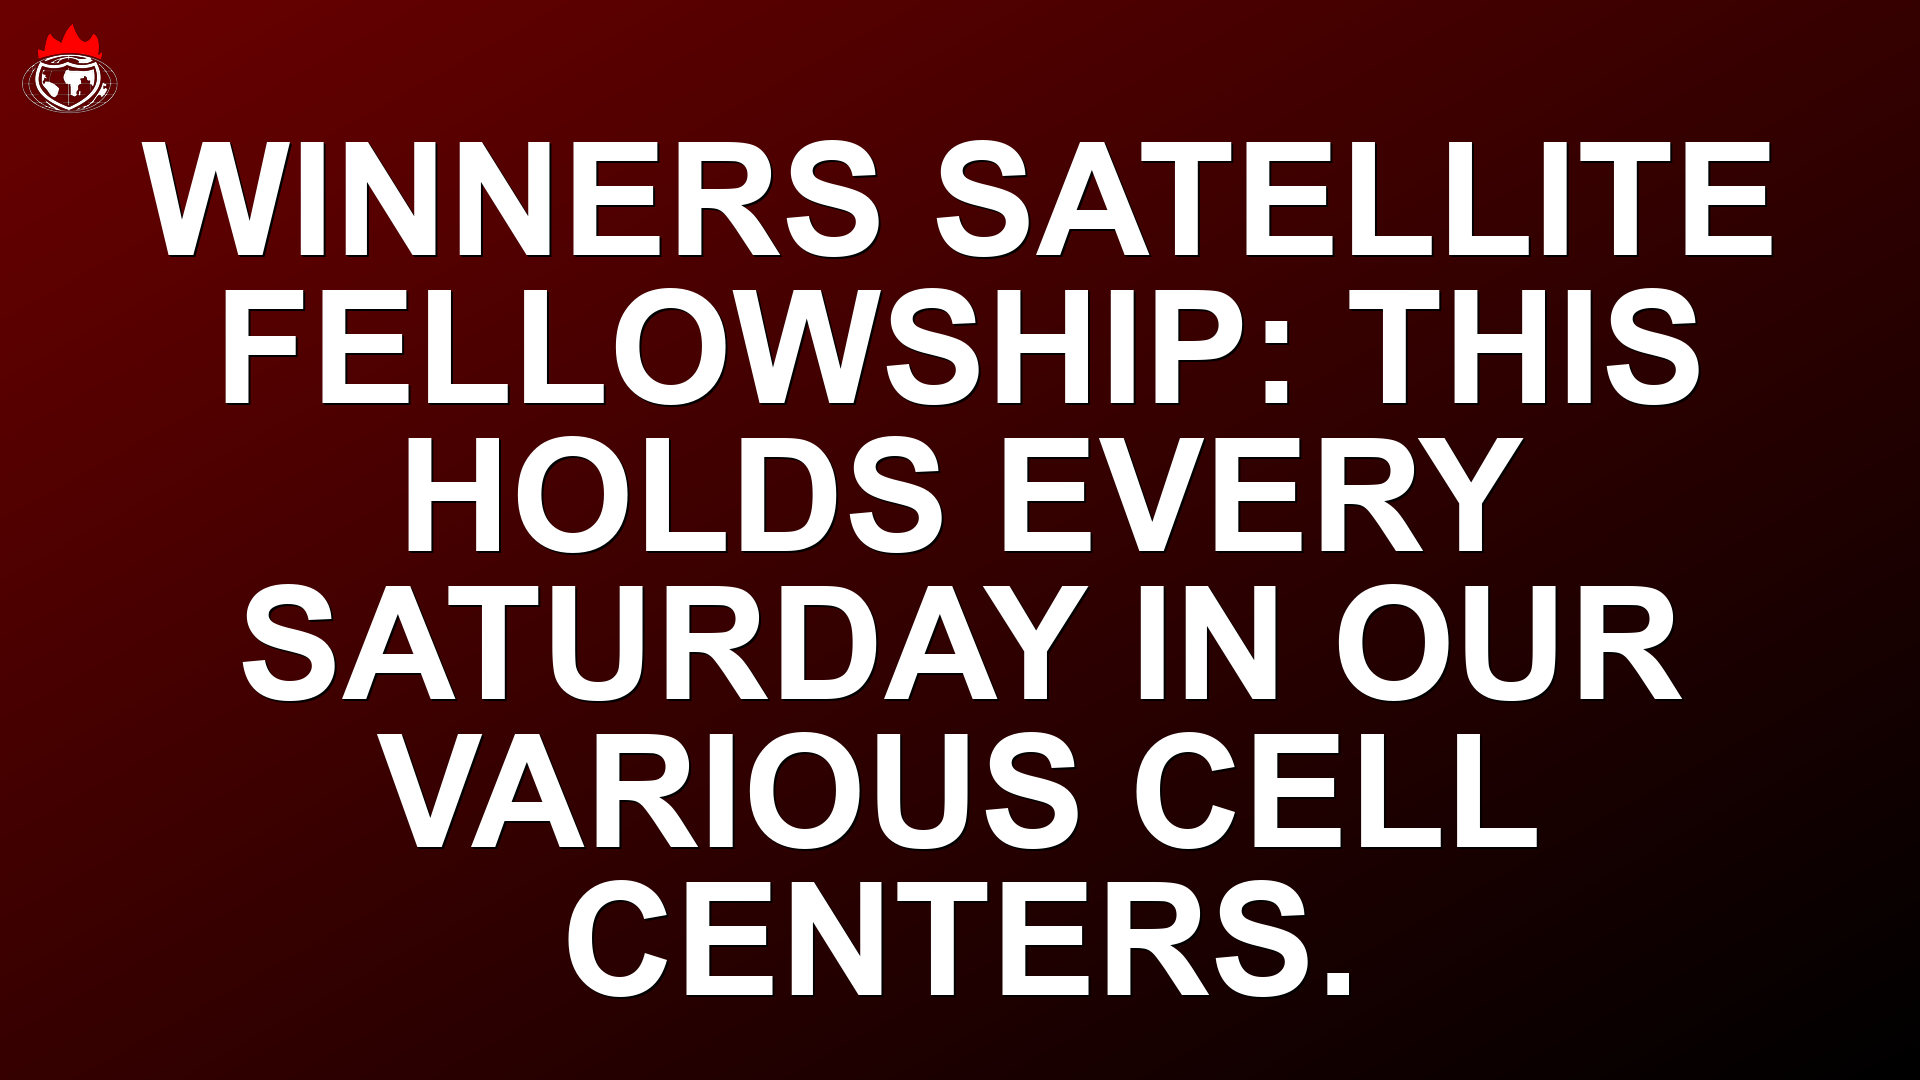 WINNERS SATELLITE
FELLOWSHIP: THIS
HOLDS EVERY
SATURDAY IN OUR
VARIOUS CELL
CENTERS.